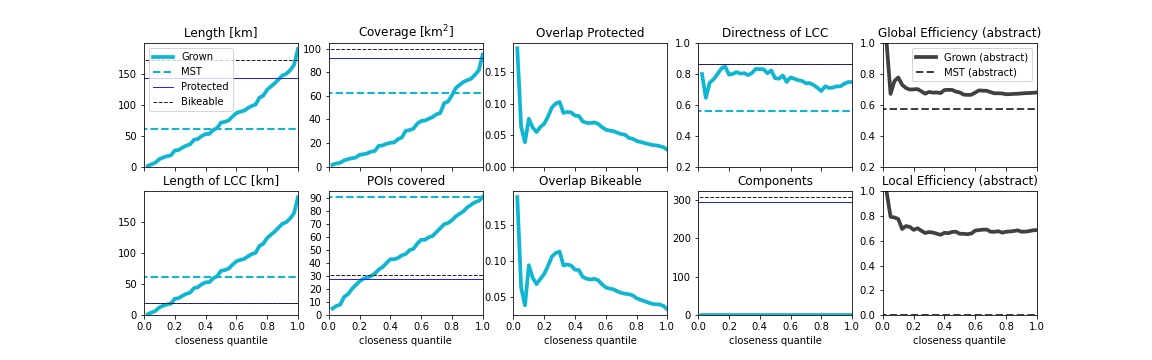 Length [km]
Coverage [km²]
Overlap Protected
Directness of LCC
Global Efficiency (abstract)
Grown
MST
Protected
Bikeable
Grown (abstract)
MST (abstract)
150
100
50
0
100
80
60
40
20
0
0.15
0.10
0.05
0.00
1.0
0.8
0.6
0.4
0.2
1.0
0.8
0.6
0.4
0.2
Length of LCC [km]
POIs covered
Overlap Bikeable
Components
Local Efficiency (abstract)
150
100
50
0
90
80
70
60
50
40
30
20
10
0
0.15
0.10
0.05
300
200
100
0
1.0
0.8
0.6
0.4
0.2
0.0
0.0 0.2 0.4 0.6 0.8 1.0
0.0 0.2 0.4 0.6 0.8 1.0
0.0 0.2 0.4 0.6 0.8 1.0
0.0 0.2 0.4 0.6 0.8 1.0
0.0 0.2 0.4 0.6 0.8 1.0
closeness quantile
closeness quantile
closeness quantile
closeness quantile
closeness quantile